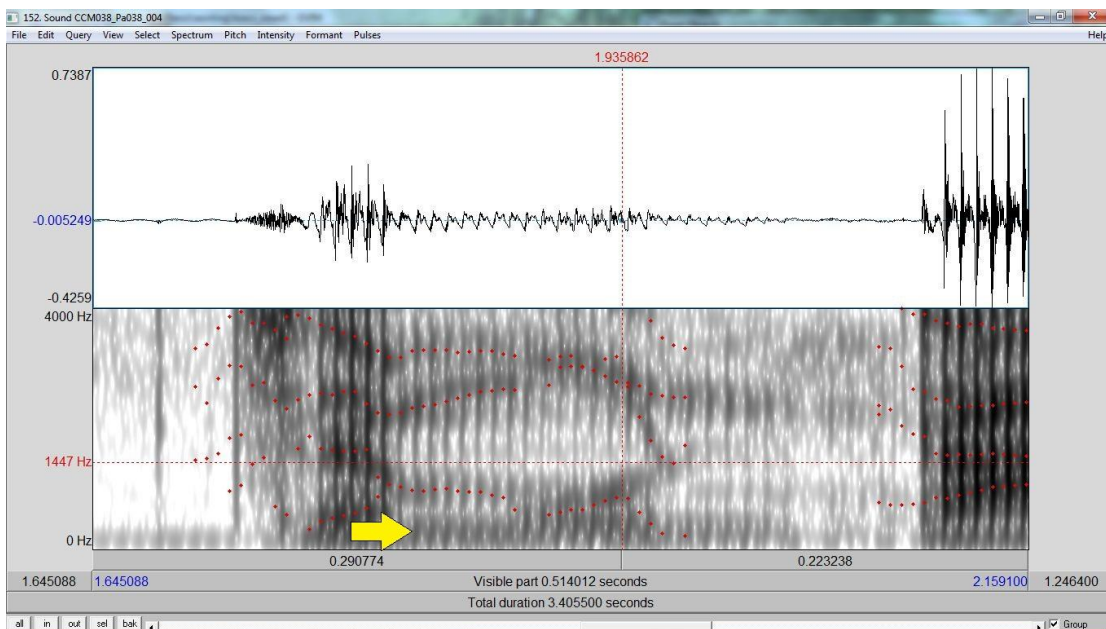 152. Sound CCM038_Pa038_004
File Edit Query View Select Spectrum Pitch Intensity Formant Pulses Help
1.935862
0.7387
-0.005249
-0.4259
4000 Hz
1447 Hz
0 Hz
0.290774 0.223238
1.645088 1.645088 Visible part 0.514012 seconds 2.159100 1.246400
Total duration 3.405500 seconds
all in out sel bak Group